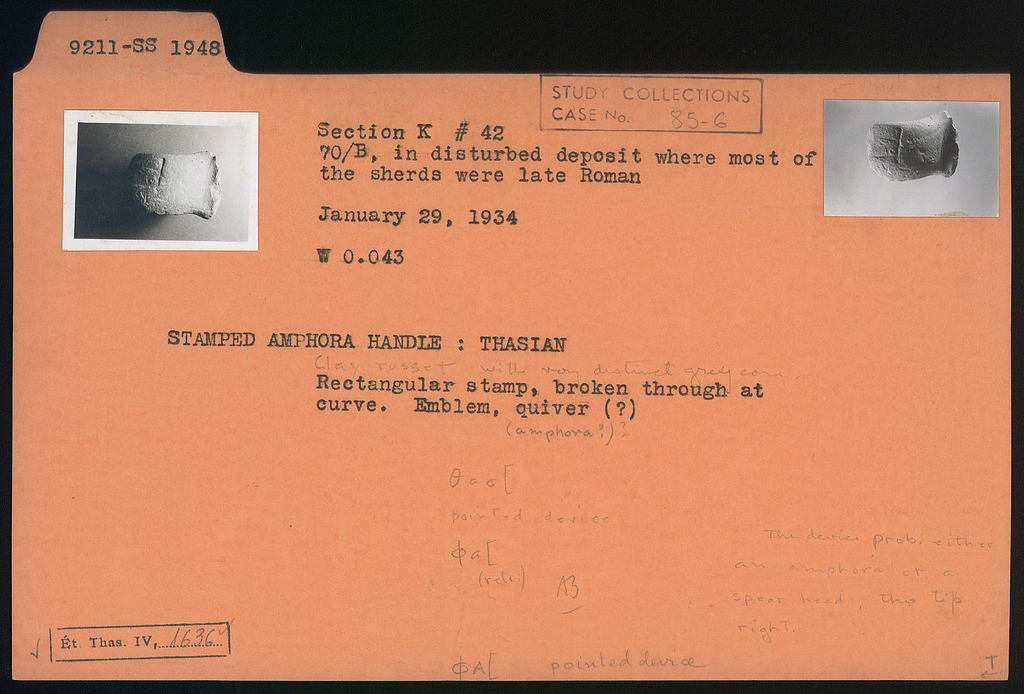 9211-SS 1948
STUDY COLLECTIONS
CASE No. 85-6
Section K # 42
70/B, in disturbed deposit where most of
the sherds were late Roman
January 29, 1934
W 0.043
STAMPED AMPHORA HANDLE : THASIAN
Clay russet with very distinct grey core.
Rectangular stamp, broken through at
curve. Emblem, quiver (?)
(amphora?)?
θασ[
pointed device
Φα[
(retr.)
A3
The device prob. either
an amphora or a
spear head, the tip
right.
Ét. Thas. IV, 1636
ΦΑ[ pointed device
T